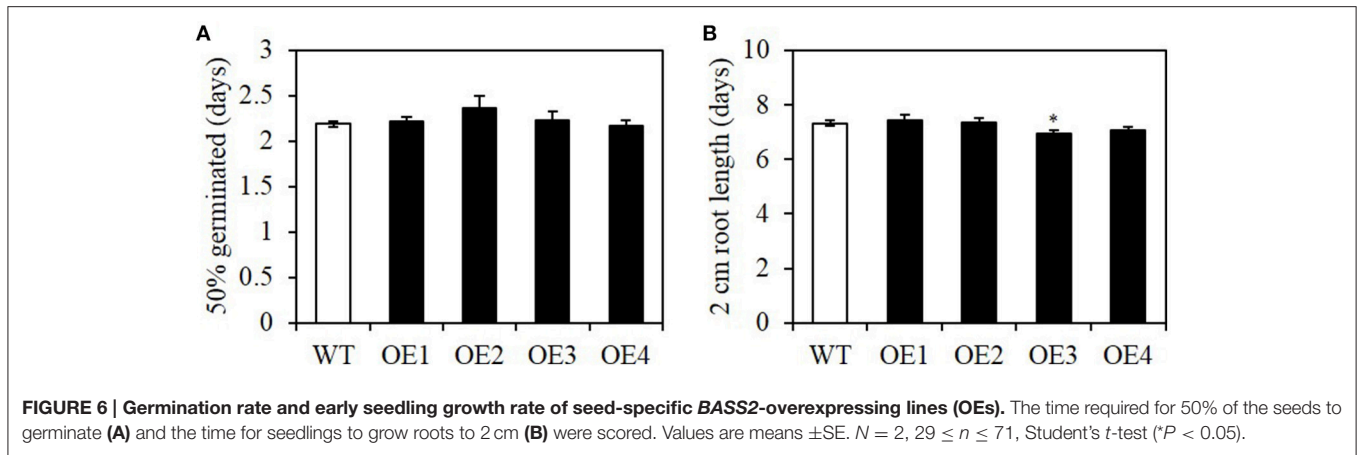 A
50% germinated (days)
3
2.5
2
1.5
1
0.5
0
WT OE1 OE2 OE3 OE4
B
2 cm root length (days)
10
8
6
4
2
0
*
WT OE1 OE2 OE3 OE4
FIGURE 6 | Germination rate and early seedling growth rate of seed-specific BASS2-overexpressing lines (OEs). The time required for 50% of the seeds to
germinate (A) and the time for seedlings to grow roots to 2 cm (B) were scored. Values are means ±SE. N = 2, 29 ≤ n ≤ 71, Student's t-test (*P < 0.05).